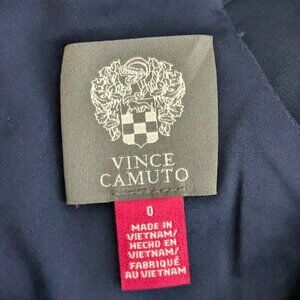 VINCE
CAMUTO
0
MADE IN
VIETNAM/
HECHO EN
VIETNAM/
FABRIQUÉ
AU VIETNAM